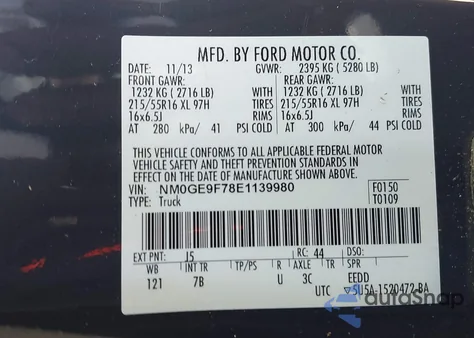 MFD. BY FORD MOTOR CO.
DATE: 11/13 GVWR: 2395 KG ( 5280 LB)
FRONT GAWR: REAR GAWR:
1232 KG ( 2716 LB) WITH 1232 KG ( 2716 LB) WITH
215/55R16 XL 97H TIRES 215/55R16 XL 97H TIRES
16x6.5J RIMS 16x6.5J RIMS
AT 280 kPa/ 41 PSI COLD AT 300 kPa/ 44 PSI COLD
THIS VEHICLE CONFORMS TO ALL APPLICABLE FEDERAL MOTOR
VEHICLE SAFETY AND THEFT PREVENTION STANDARDS IN
EFFECT ON THE DATE OF MANUFACTURE SHOWN ABOVE.
VIN: NM0GE9F78E1139980 F0150
TYPE: Truck T0109
EXT PNT: J5 RC: 44 DSO:
WB INT TR TP/PS R AXLE TR SPR
121 7B U 3C EEDD
UTC 5U5A-1520472-BA
autoSnap